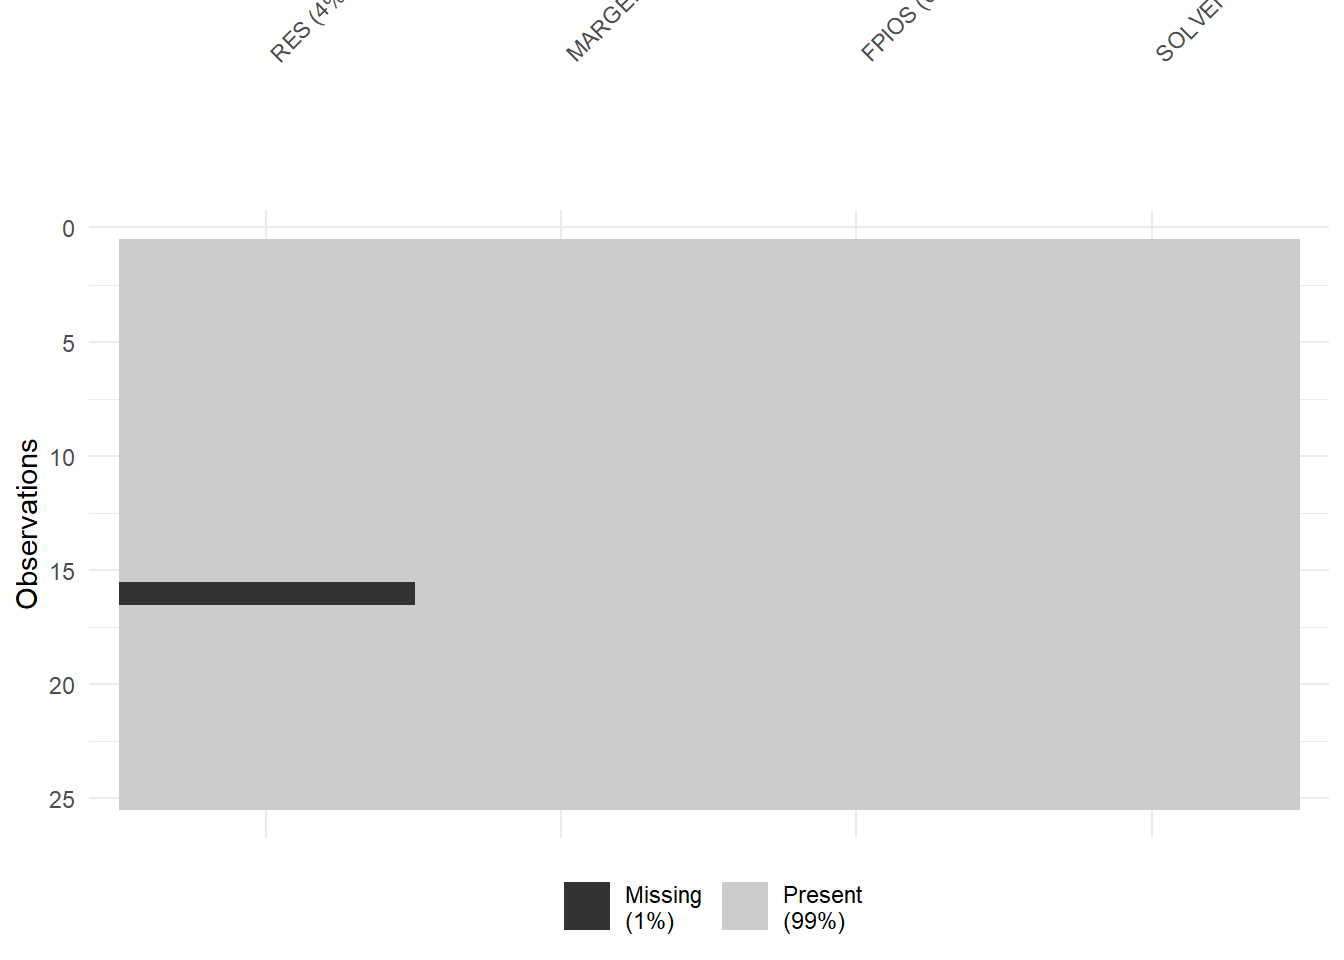 RES (4%
MARGE
FPIOS (
SOLVE
0
5
10
15
20
25
Observations
Missing
(1%)
Present
(99%)